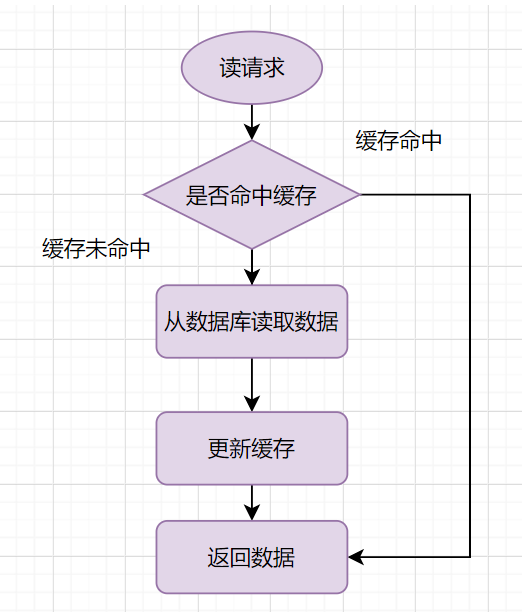 读请求
缓存命中
是否命中缓存
缓存未命中
从数据库读取数据
更新缓存
返回数据